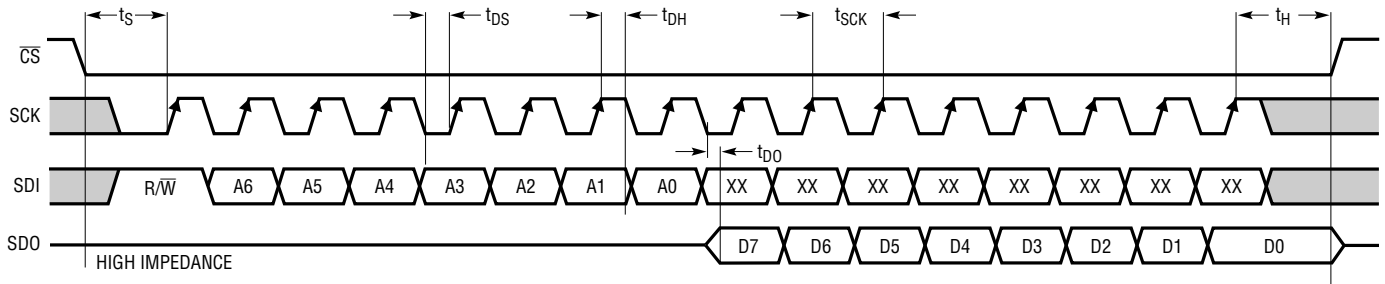 tS tDS tDH tSCK tH
CS
SCK
tDO
SDI R/W A6 A5 A4 A3 A2 A1 A0 XX XX XX XX XX XX XX XX
SDO D7 D6 D5 D4 D3 D2 D1 D0
HIGH IMPEDANCE